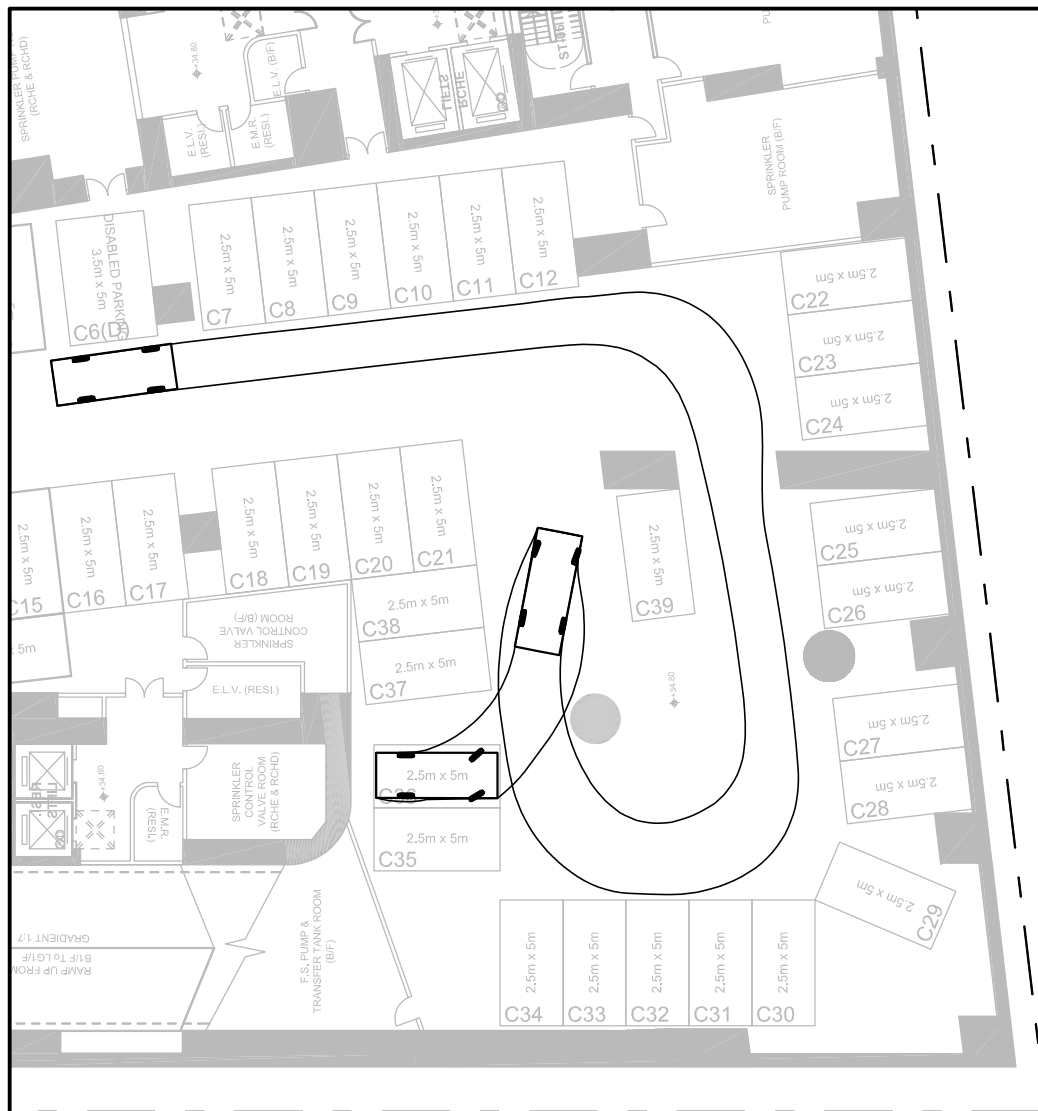 SPRINKLER PUMP
(RCHE & RCHD)
+34.80
E.L.V. (B/F)
E.L.V.
(RESI.)
E.M.R.
(RESI.)
LIFTS
RCHE
SPRINKLER
PUMP ROOM (B/F)
DISABLED PARKING
3.5m x 5m
C6(D)
2.5m x 5m
C7
2.5m x 5m
C8
2.5m x 5m
C9
2.5m x 5m
C10
2.5m x 5m
C11
2.5m x 5m
C12
2.5m x 5m
C22
2.5m x 5m
C23
2.5m x 5m
C24
2.5m x 5m
C15
2.5m x 5m
C16
2.5m x 5m
C17
2.5m x 5m
C18
2.5m x 5m
C19
2.5m x 5m
C20
2.5m x 5m
C21
2.5m x 5m
C39
2.5m x 5m
C25
2.5m x 5m
C26
5m
SPRINKLER
CONTROL VALVE
ROOM (B/F)
2.5m x 5m
C38
2.5m x 5m
C37
E.L.V. (RESI.)
+34.80
2.5m x 5m
C27
2.5m x 5m
C28
LIFTS
RES.
+34.80
E.M.R.
(RESI.)
SPRINKLER
CONTROL
VALVE ROOM
(RCHE & RCHD)
2.5m x 5m
C36
2.5m x 5m
C35
2.5m x 5m
C29
GRADIENT 1:7
B1/F To LG1/F
RAMP UP FROM
F.S. PUMP &
TRANSFER TANK ROOM
(B/F)
2.5m x 5m
C34
2.5m x 5m
C33
2.5m x 5m
C32
2.5m x 5m
C31
2.5m x 5m
C30